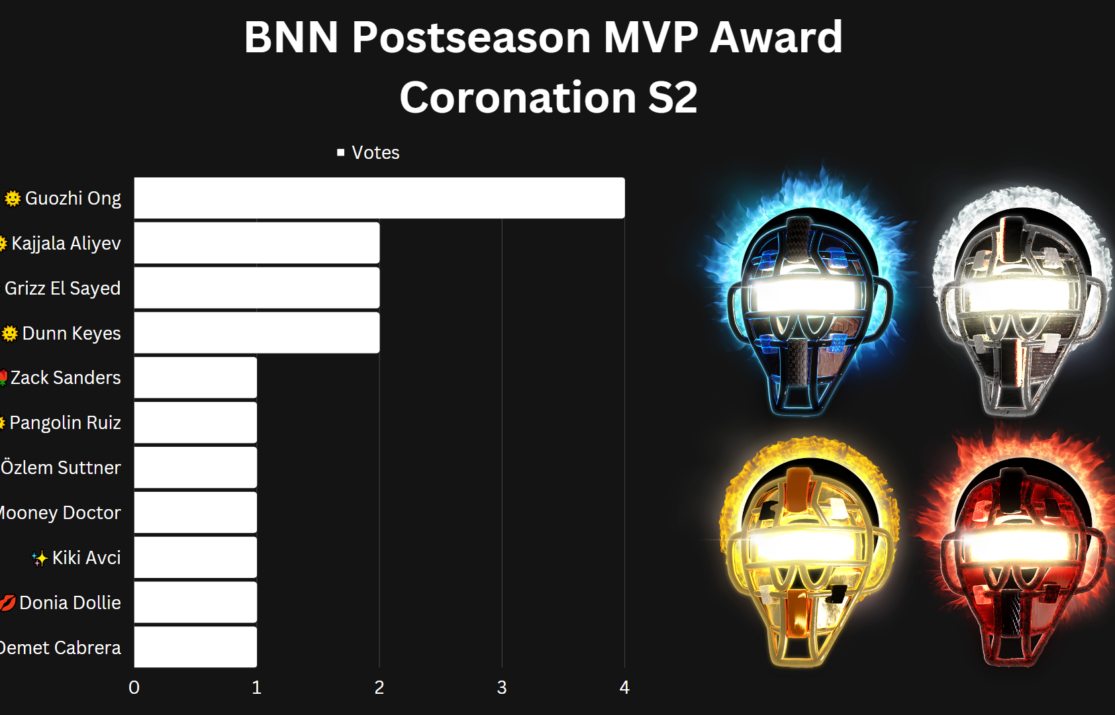 BNN Postseason MVP Award
Coronation S2
Votes
🌞 Guozhi Ong
🌞 Kajjala Aliyev
Grizz El Sayed
🌞 Dunn Keyes
🌹 Zack Sanders
🌞 Pangolin Ruiz
Özlem Suttner
Mooney Doctor
✨ Kiki Avci
💋 Donia Dollie
Demet Cabrera
0 1 2 3 4